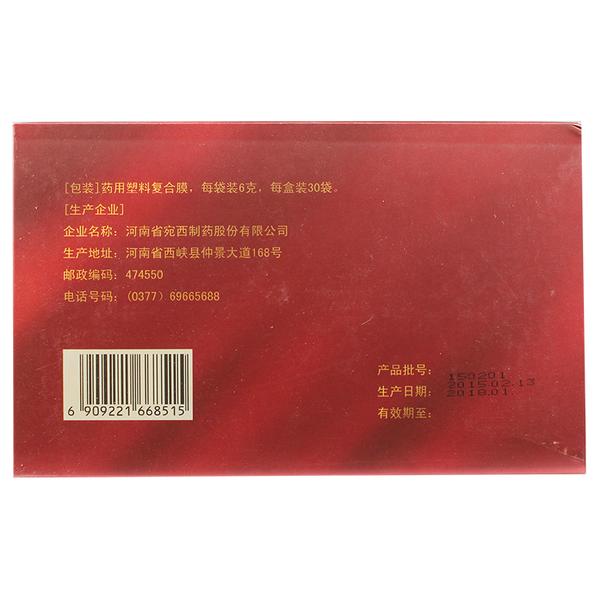 [包装]药用塑料复合膜，每袋装6克，每盒装30袋。
[生产企业]
企业名称：河南省宛西制药股份有限公司
生产地址：河南省西峡县仲景大道168号
邮政编码：474550
电话号码：(0377) 69665688
产品批号：150201
生产日期：2015.02.13
有效期至：2018.01.
6 909221 668515